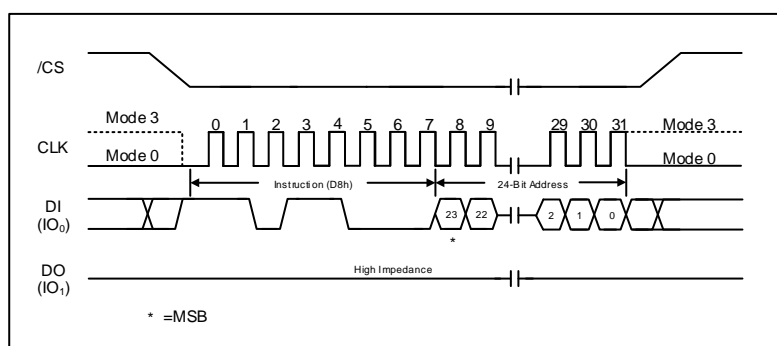 /CS
Mode 3
0 1 2 3 4 5 6 7 8 9 29 30 31
Mode 3
CLK
Mode 0
Mode 0
Instruction (D8h)
24-Bit Address
DI
(IO₀)
23 22 2 1 0
*
DO
(IO₁)
High Impedance
* =MSB